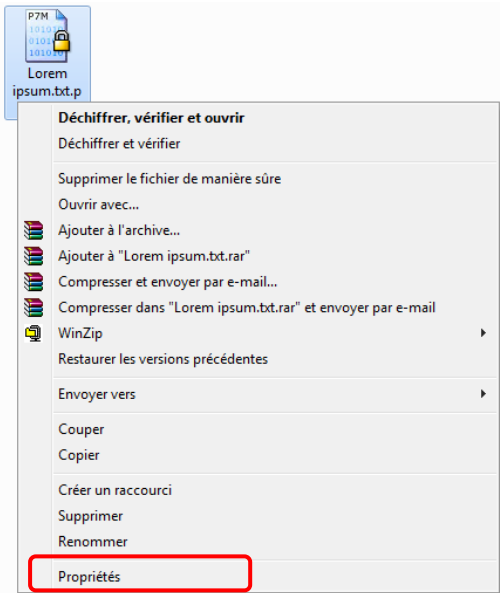 P7M
Lorem
ipsum.txt.p
Déchiffrer, vérifier et ouvrir
Déchiffrer et vérifier
Supprimer le fichier de manière sûre
Ouvrir avec...
Ajouter à l'archive...
Ajouter à "Lorem ipsum.txt.rar"
Compresser et envoyer par e-mail...
Compresser dans "Lorem ipsum.txt.rar" et envoyer par e-mail
WinZip
Restaurer les versions précédentes
Envoyer vers
Couper
Copier
Créer un raccourci
Supprimer
Renommer
Propriétés